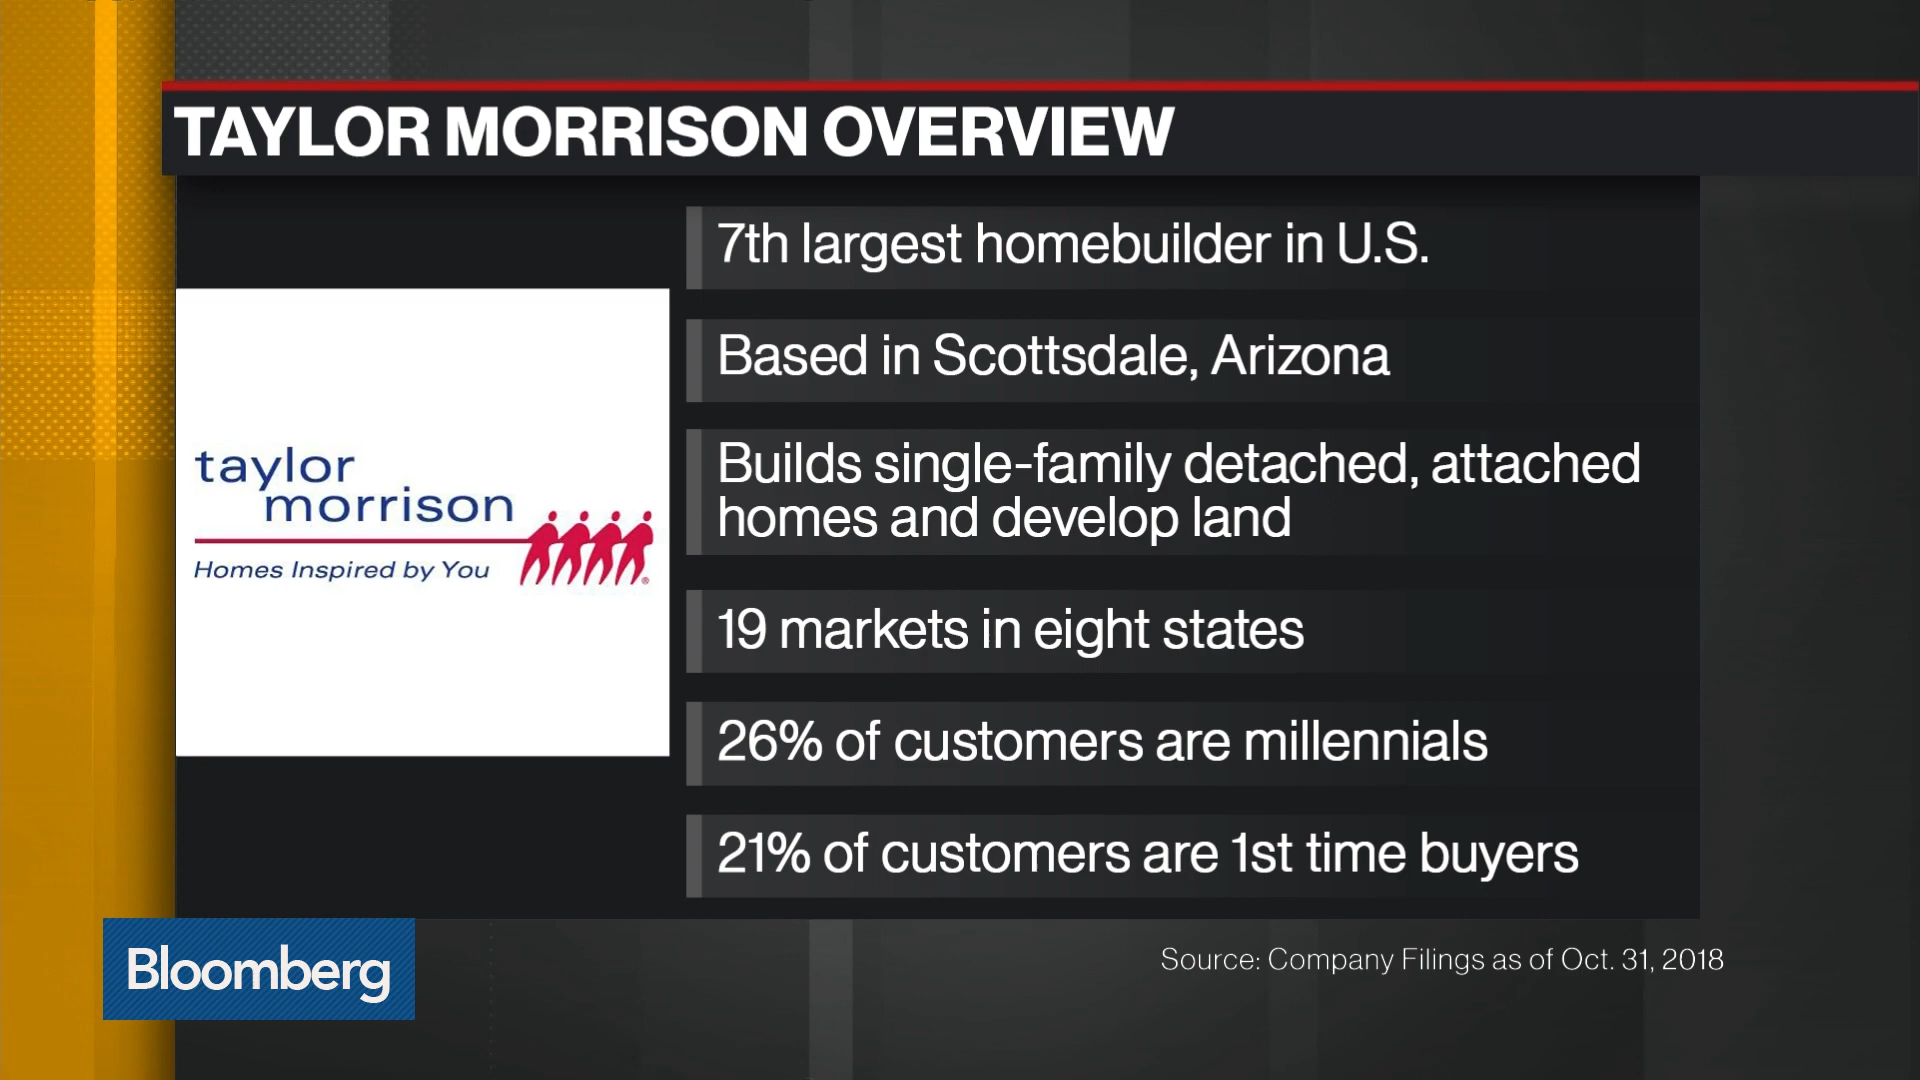 TAYLOR MORRISON OVERVIEW
taylor
morrison
Homes Inspired by You
7th largest homebuilder in U.S.
Based in Scottsdale, Arizona
Builds single-family detached, attached
homes and develop land
19 markets in eight states
26% of customers are millennials
21% of customers are 1st time buyers
Bloomberg
Source: Company Filings as of Oct. 31, 2018